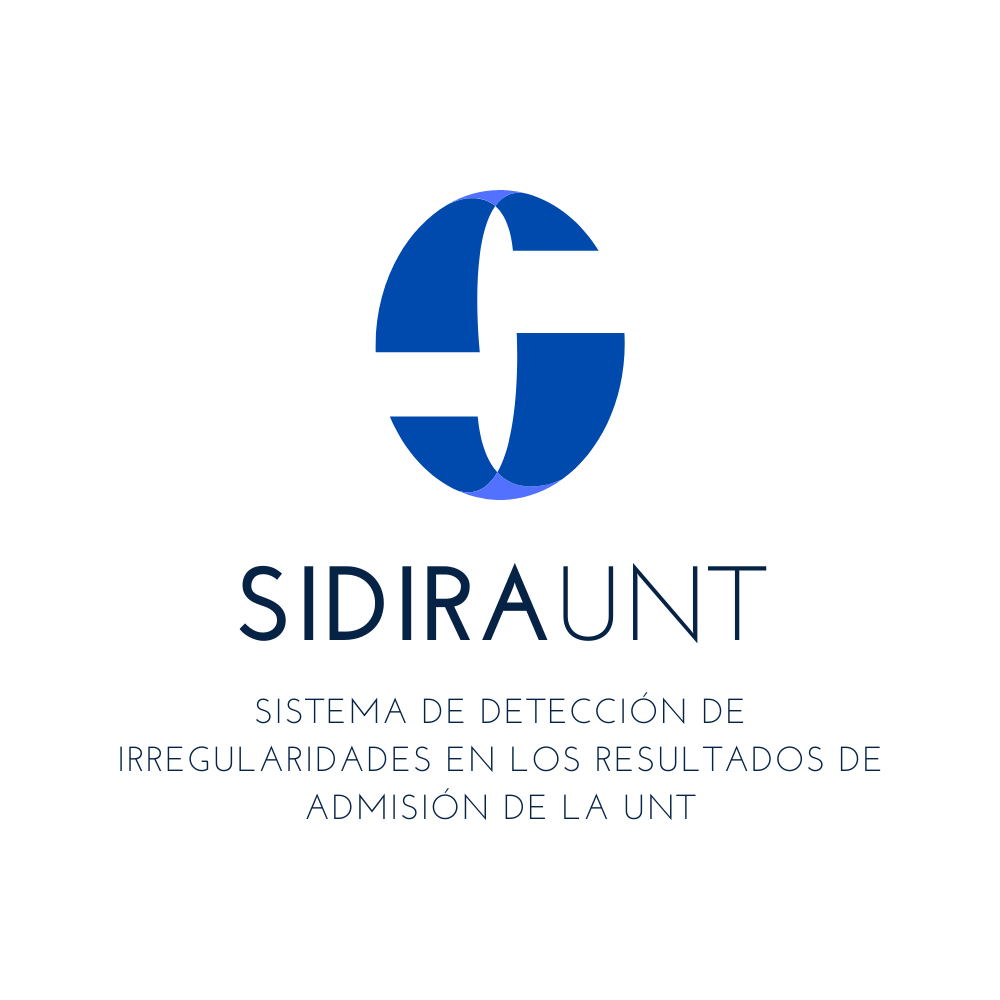 SIDIRAUNT
SISTEMA DE DETECCIÓN DE
IRREGULARIDADES EN LOS RESULTADOS DE
ADMISIÓN DE LA UNT